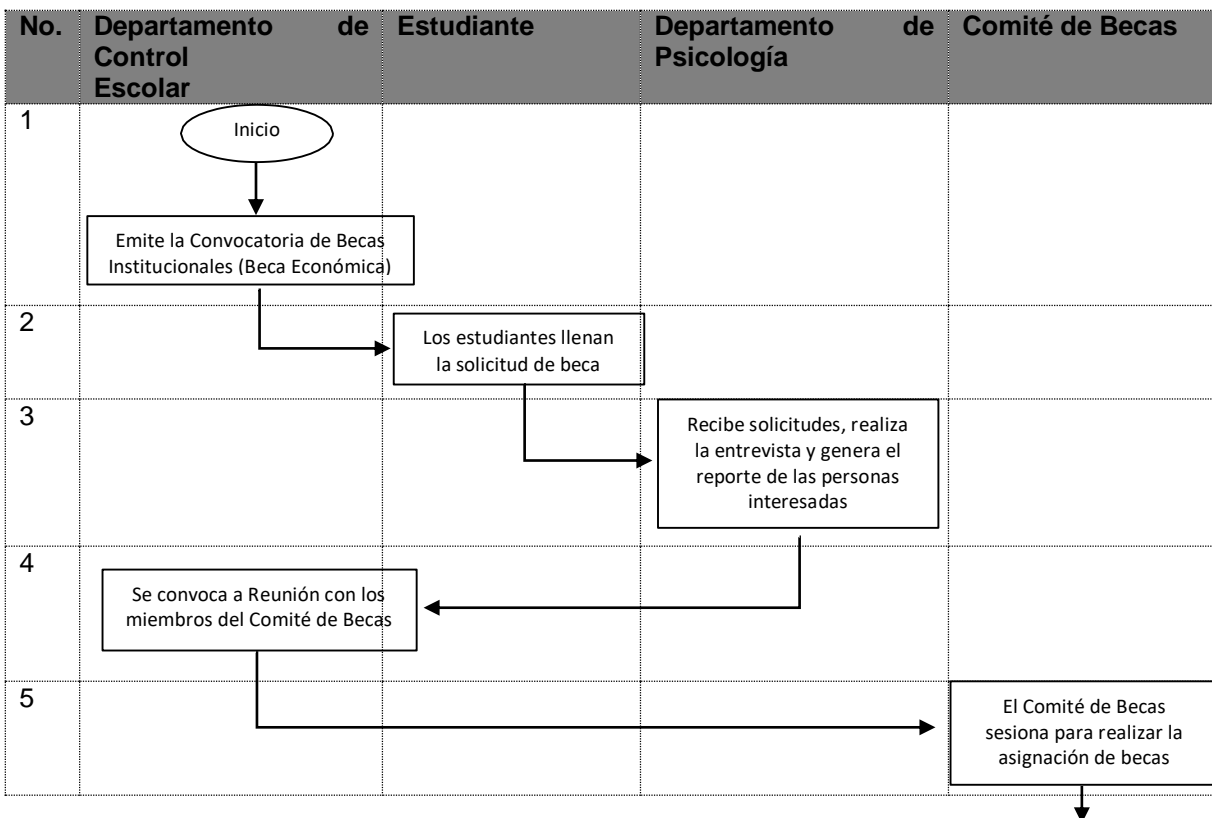 No.
Departamento de
Control
Escolar
Estudiante
Departamento de
Psicología
Comité de Becas
1
Inicio
Emite la Convocatoria de Becas
Institucionales (Beca Económica)
2
Los estudiantes llenan
la solicitud de beca
3
Recibe solicitudes, realiza
la entrevista y genera el
reporte de las personas
interesadas
4
Se convoca a Reunión con los
miembros del Comité de Becas
5
El Comité de Becas
sesiona para realizar la
asignación de becas